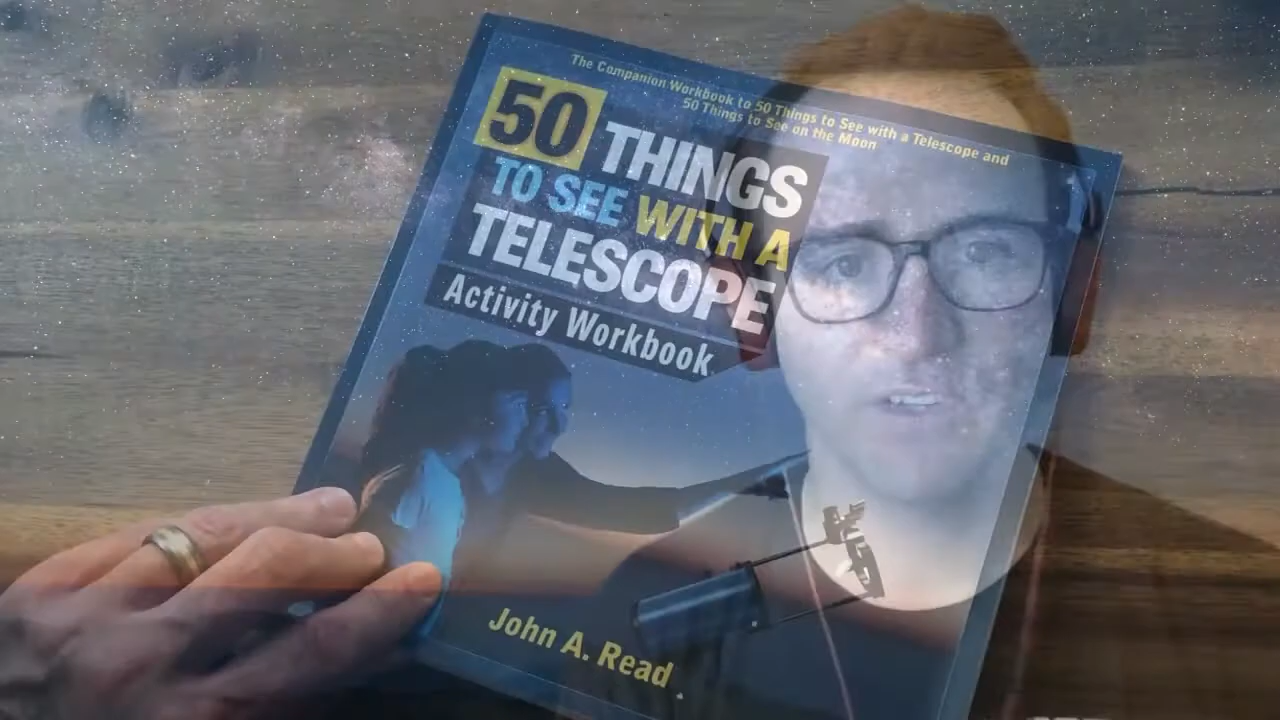 The Companion Workbook to 50 Things to See with a Telescope and
50 Things to See on the Moon
50 THINGS
TO SEE WITH A
TELESCOPE
Activity Workbook
John A. Read